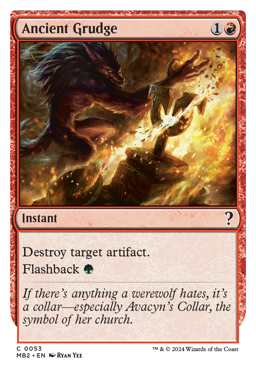 Ancient Grudge 1
Instant ?
Destroy target artifact.
Flashback
If there's anything a werewolf hates, it's
a collar—especially Avacyn's Collar, the
symbol of her church.
C 0053
MB2 • EN Ryan Yee
™ & © 2024 Wizards of the Coast